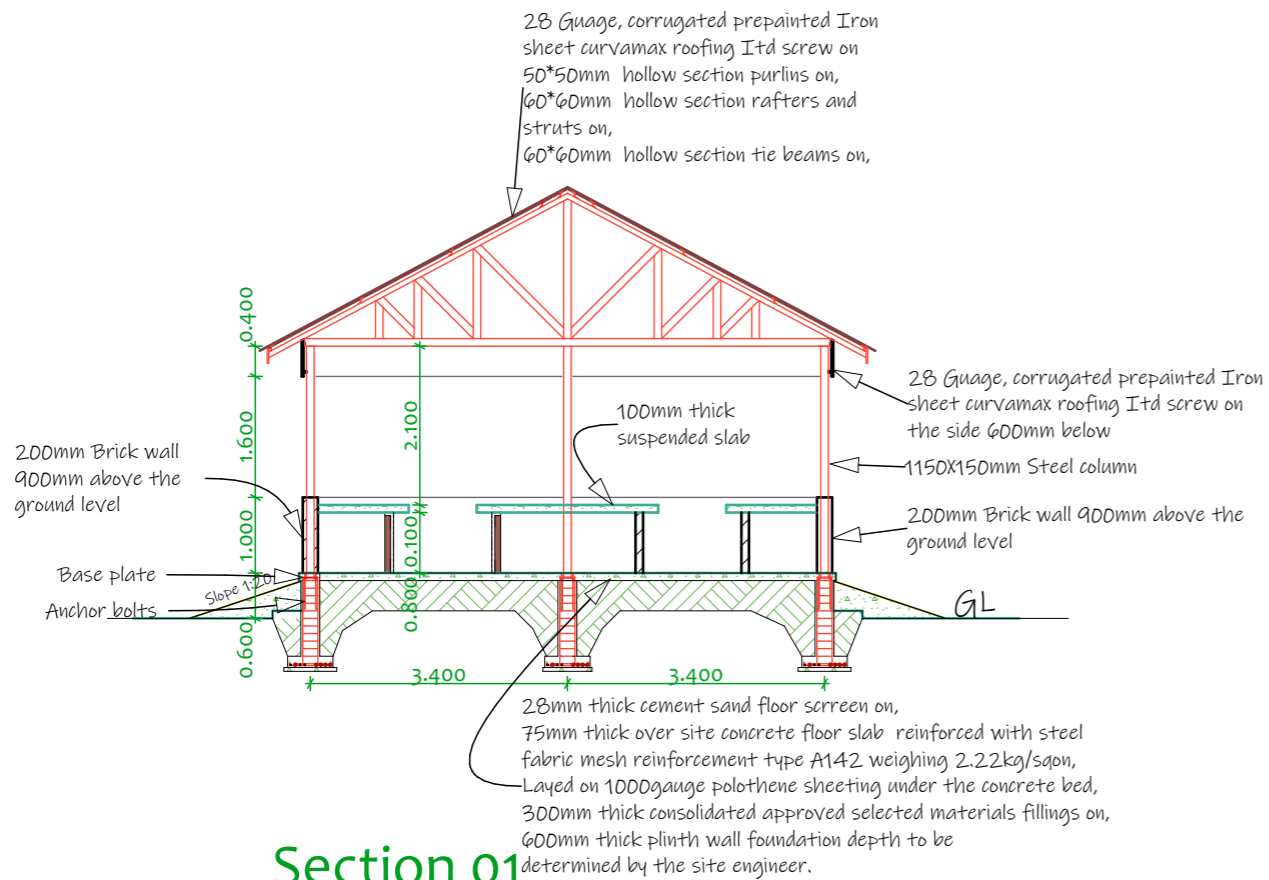 28 Guage, corrugated prepainted Iron
sheet curvamax roofing Itd screw on
50*50mm hollow section purlins on,
60*60mm hollow section rafters and
struts on,
60*60mm hollow section tie beams on,
0.400
1.600
1.000
0.600
2.100
0.100
0.800
200mm Brick wall
900mm above the
ground level
Base plate
Slope 1:20
Anchor bolts
100mm thick
suspended slab
28 Guage, corrugated prepainted Iron
sheet curvamax roofing Itd screw on
the side 600mm below
1150X150mm Steel column
200mm Brick wall 900mm above the
ground level
GL
3.400
3.400
28mm thick cement sand floor scrreen on,
75mm thick over site concrete floor slab reinforced with steel
fabric mesh reinforcement type A142 weighing 2.22kg/sqon,
Layed on 1000gauge polothene sheeting under the concrete bed,
300mm thick consolidated approved selected materials fillings on,
600mm thick plinth wall foundation depth to be
determined by the site engineer.
Section 01